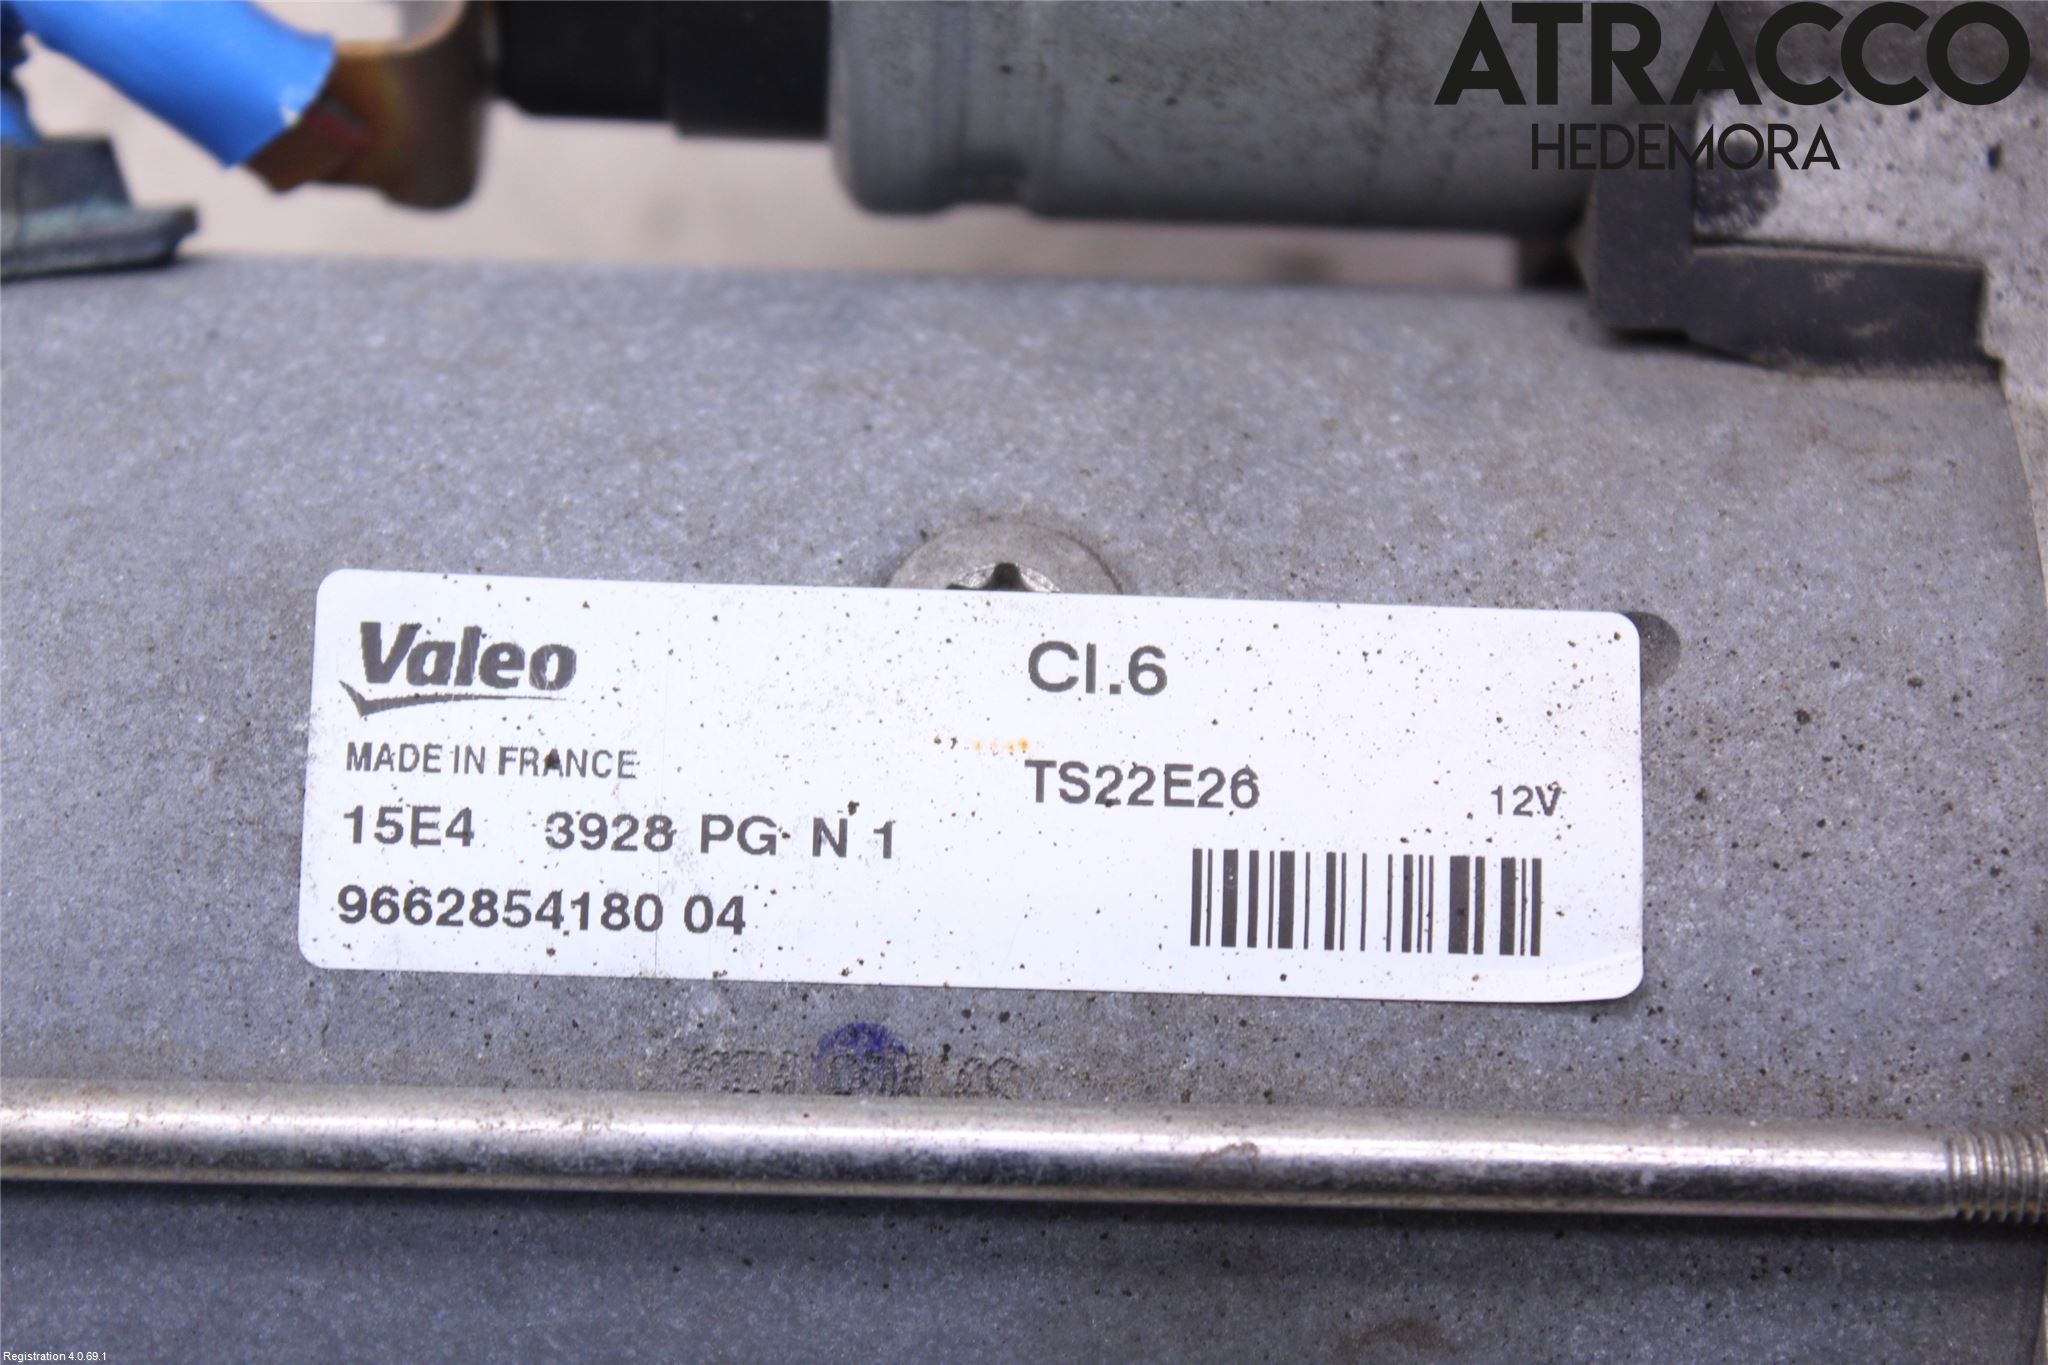 ATRACCO
HEDEMORA
Valeo
CI.6
MADE IN FRANCE
TS22E26
12V
15E4 3928 PG N 1
9662854180 04
Registration 4.0.69.1